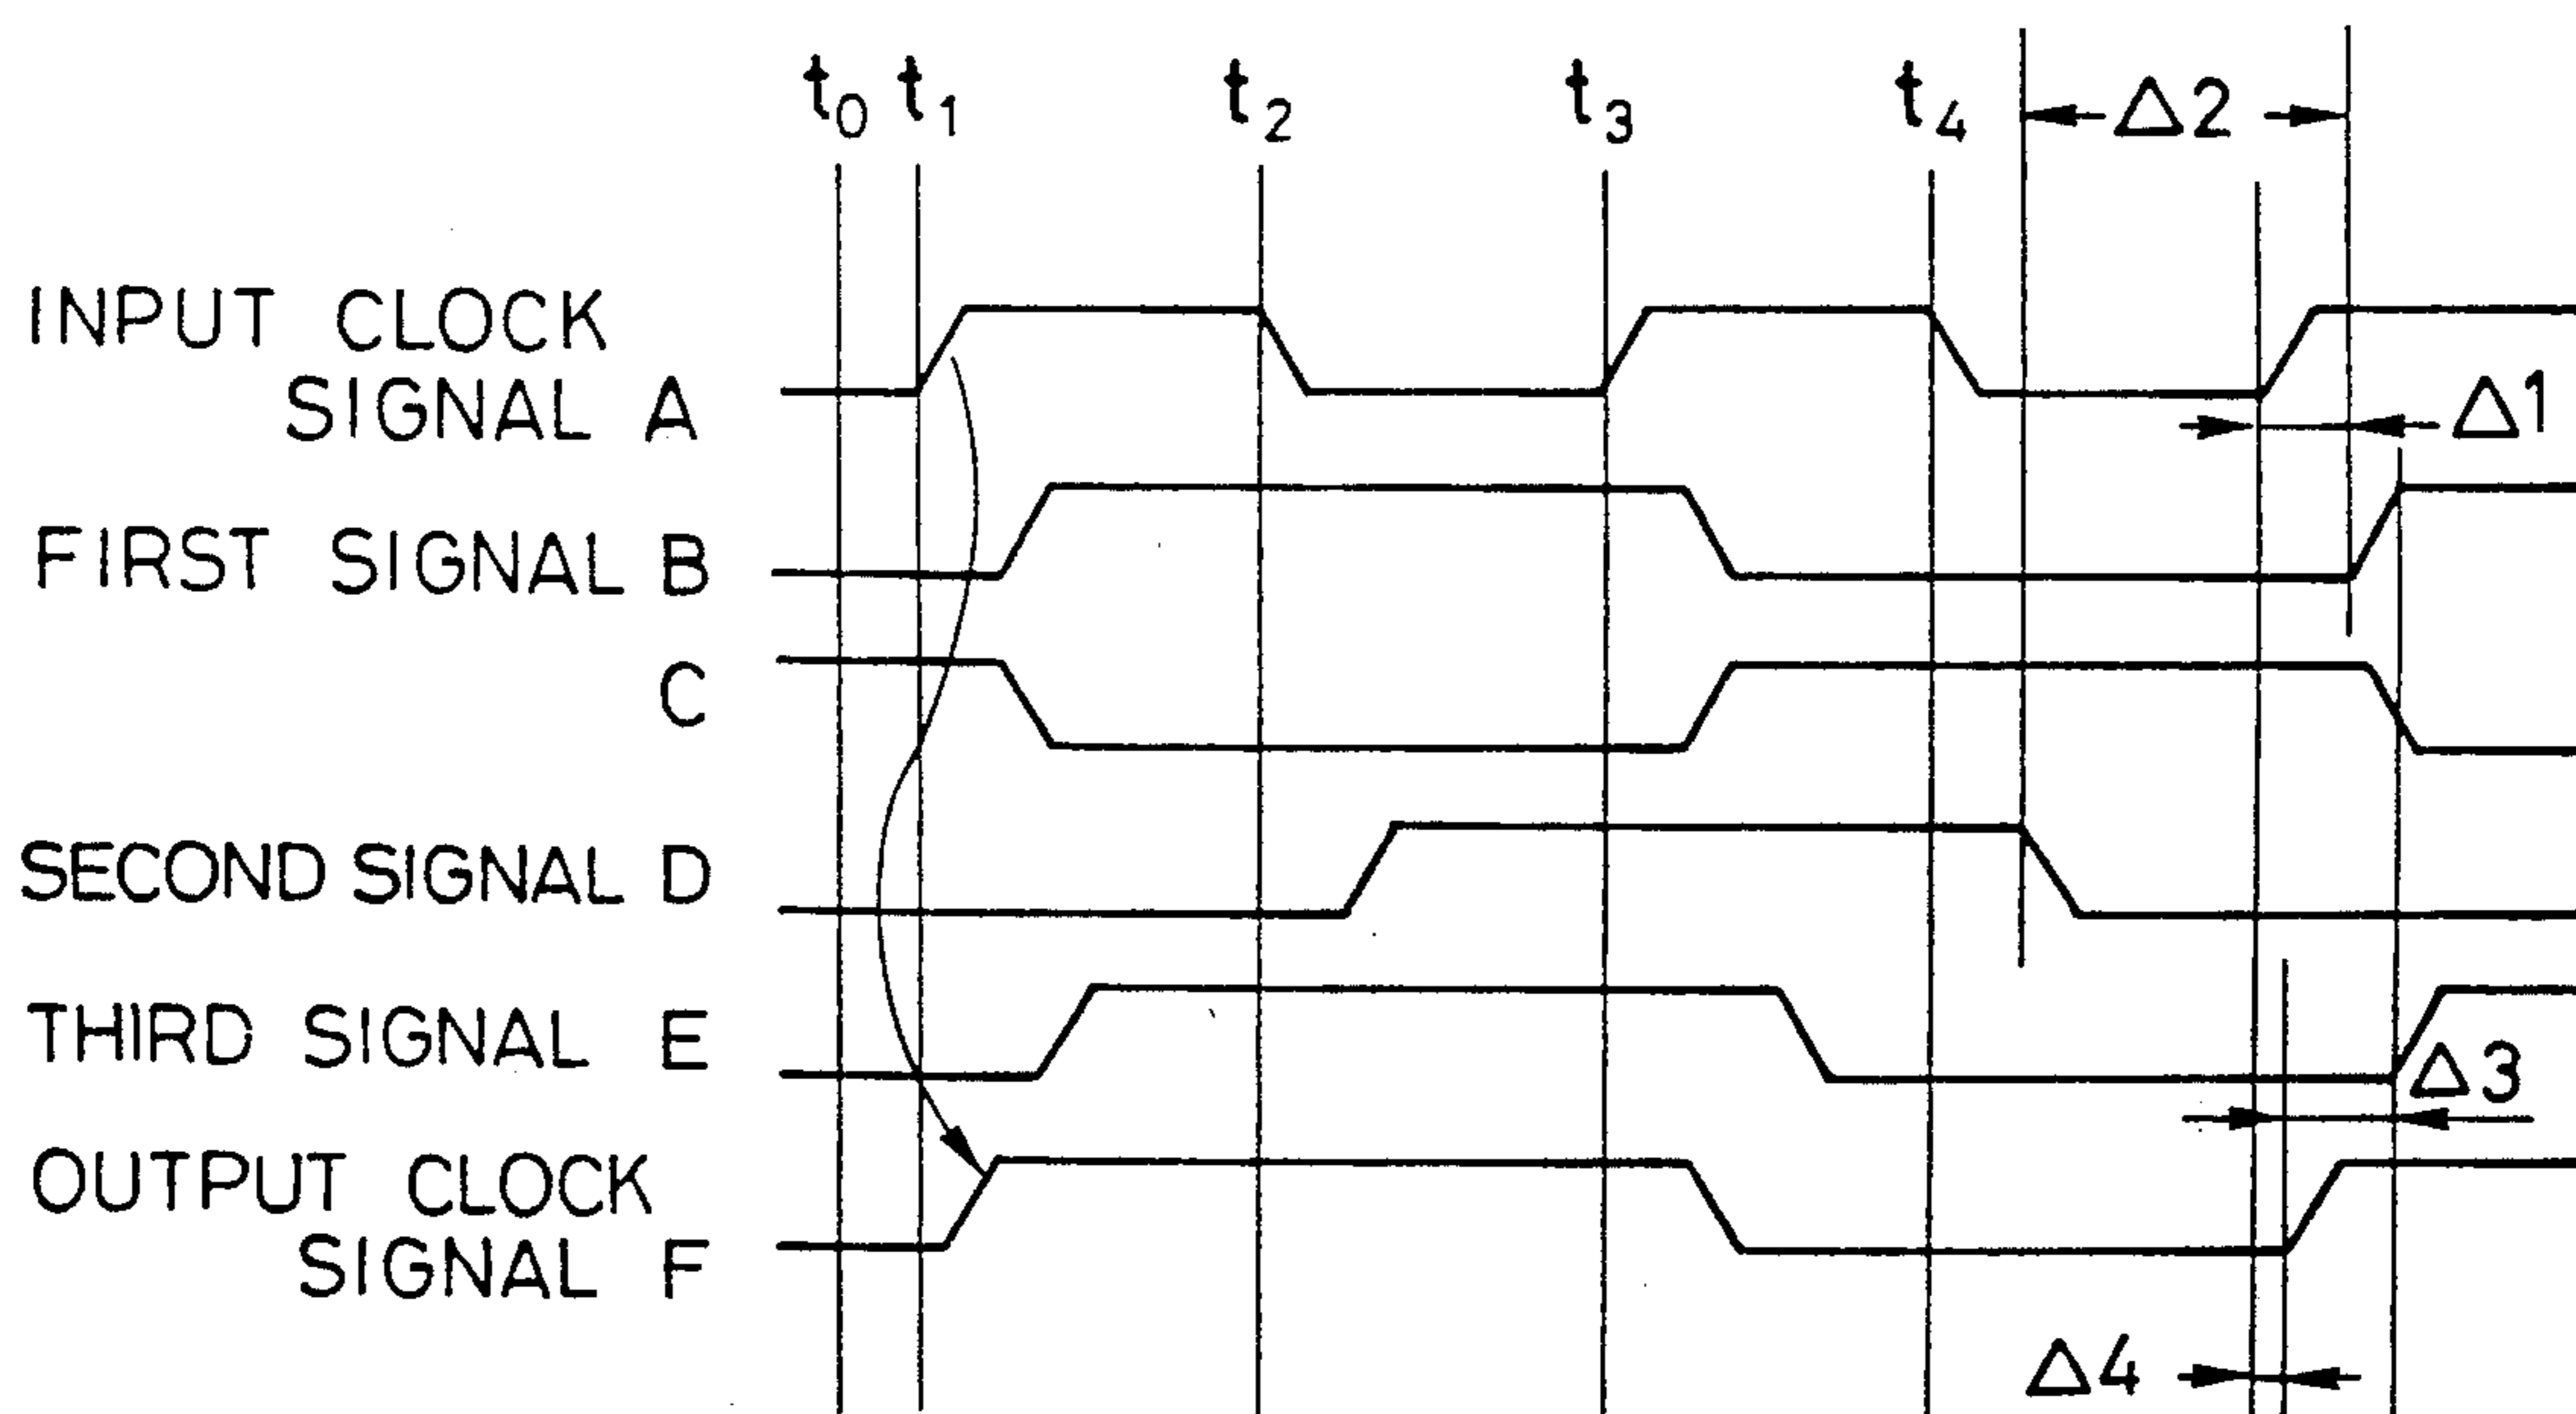 t0 t1 t2 t3 t4 Δ2
INPUT CLOCK
SIGNAL A
Δ1
FIRST SIGNAL B
C
SECOND SIGNAL D
THIRD SIGNAL E
Δ3
OUTPUT CLOCK
SIGNAL F
Δ4